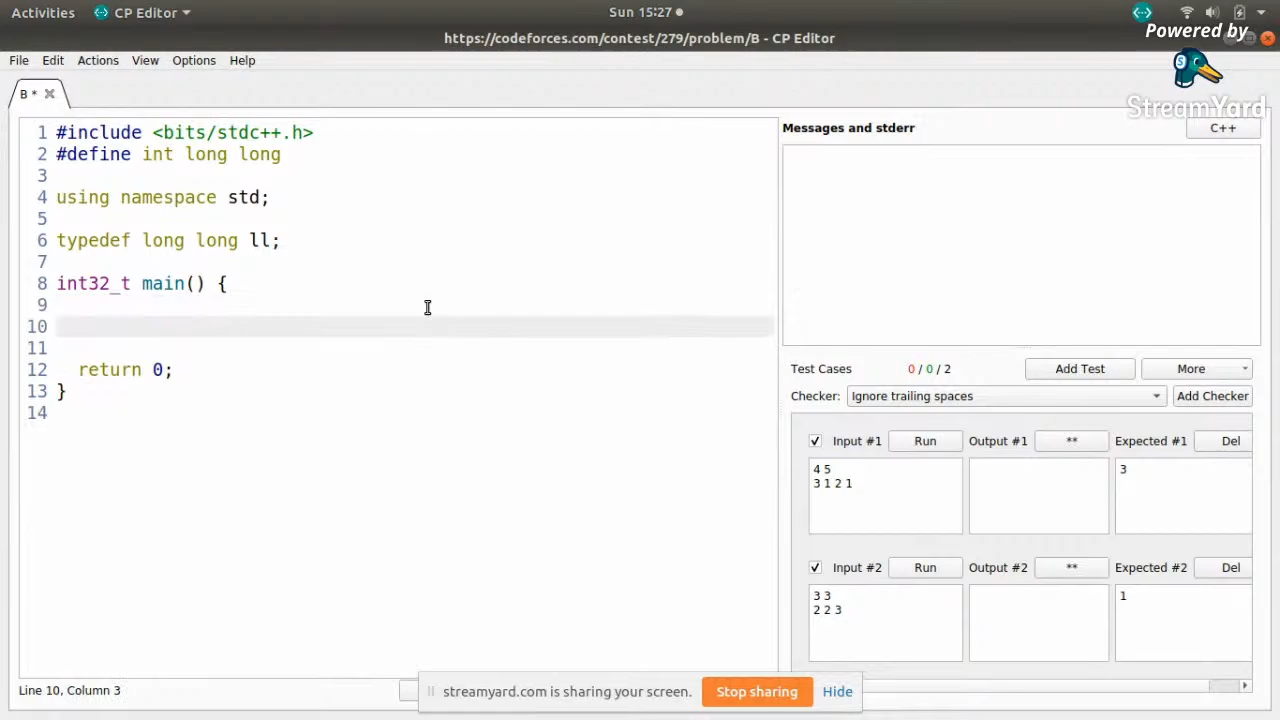 Activities
CP Editor
Sun 15:27
Powered by
https://codeforces.com/contest/279/problem/B - CP Editor
File Edit Actions View Options Help
StreamYard
B *
Messages and stderr
C++
1 #include <bits/stdc++.h>
2 #define int long long
3
4 using namespace std;
5
6 typedef long long ll;
7
8 int32_t main() {
9
10
11
12 return 0;
13 }
14
Test Cases 0 / 0 / 2 Add Test More
Checker: Ignore trailing spaces Add Checker
Input #1 Run Output #1 ** Expected #1 Del
4 5
3 1 2 1
3
Input #2 Run Output #2 ** Expected #2 Del
3 3
2 2 3
1
Line 10, Column 3
streamyard.com is sharing your screen. Stop sharing Hide